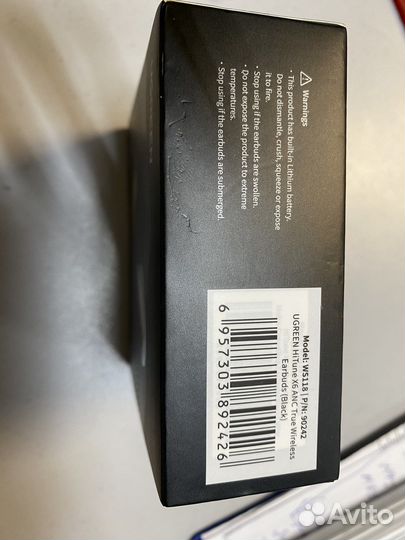 ⚠ Warnings
• This product has built-in Lithium battery.
Do not dismantle, crush, squeeze or expose
it to fire.
• Stop using if the earbuds are swollen.
• Do not expose the product to extreme
temperatures.
• Stop using if the earbuds are submerged.
Model: WS118 | P/N: 90242
UGREEN HiTune X6 ANC True Wireless
Earbuds (Black)
6 957303 892426
Avito